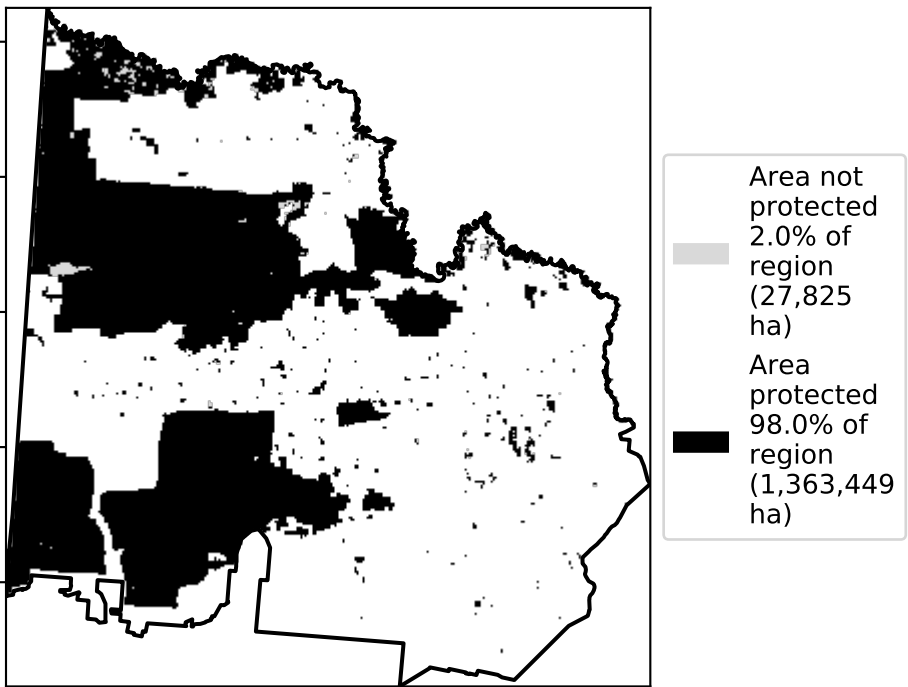 Area not
protected
2.0% of
region
(27,825
ha)
Area
protected
98.0% of
region
(1,363,449
ha)